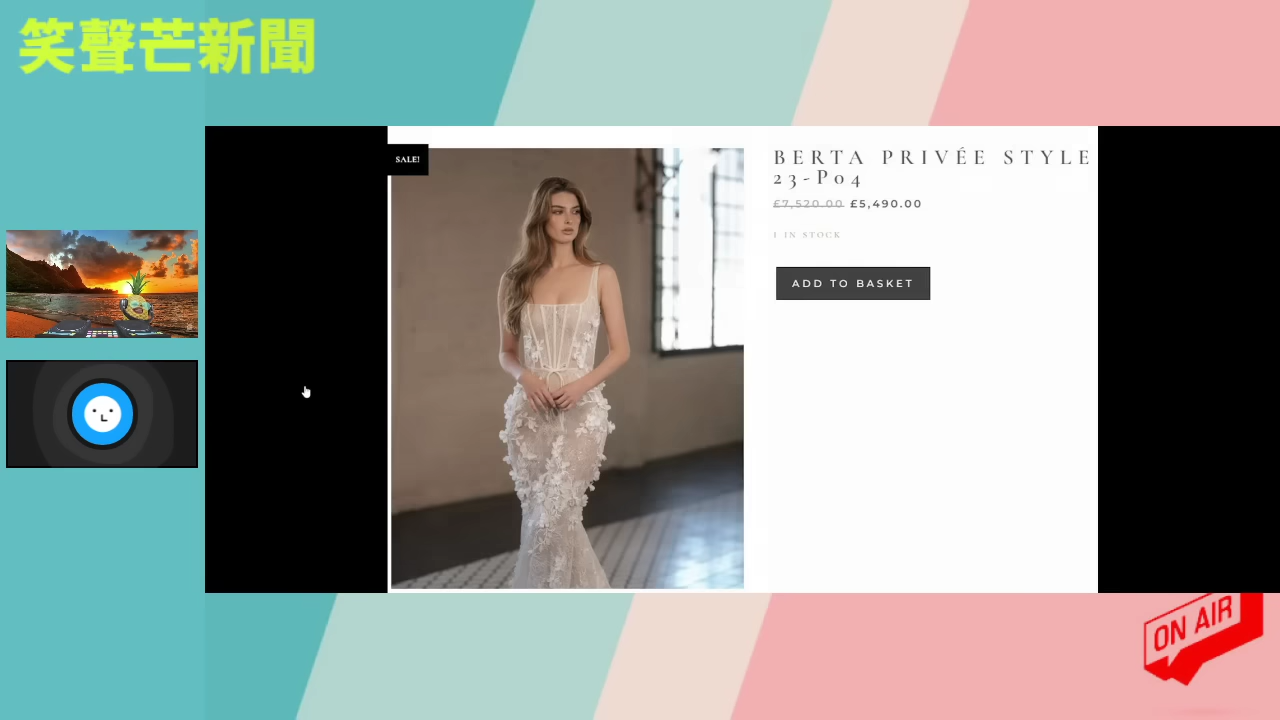 笑聲芒新聞
SALE!
BERTA PRIVÉE STYLE
23-P04
£7,520.00 £5,490.00
1 IN STOCK
ADD TO BASKET
ON AIR